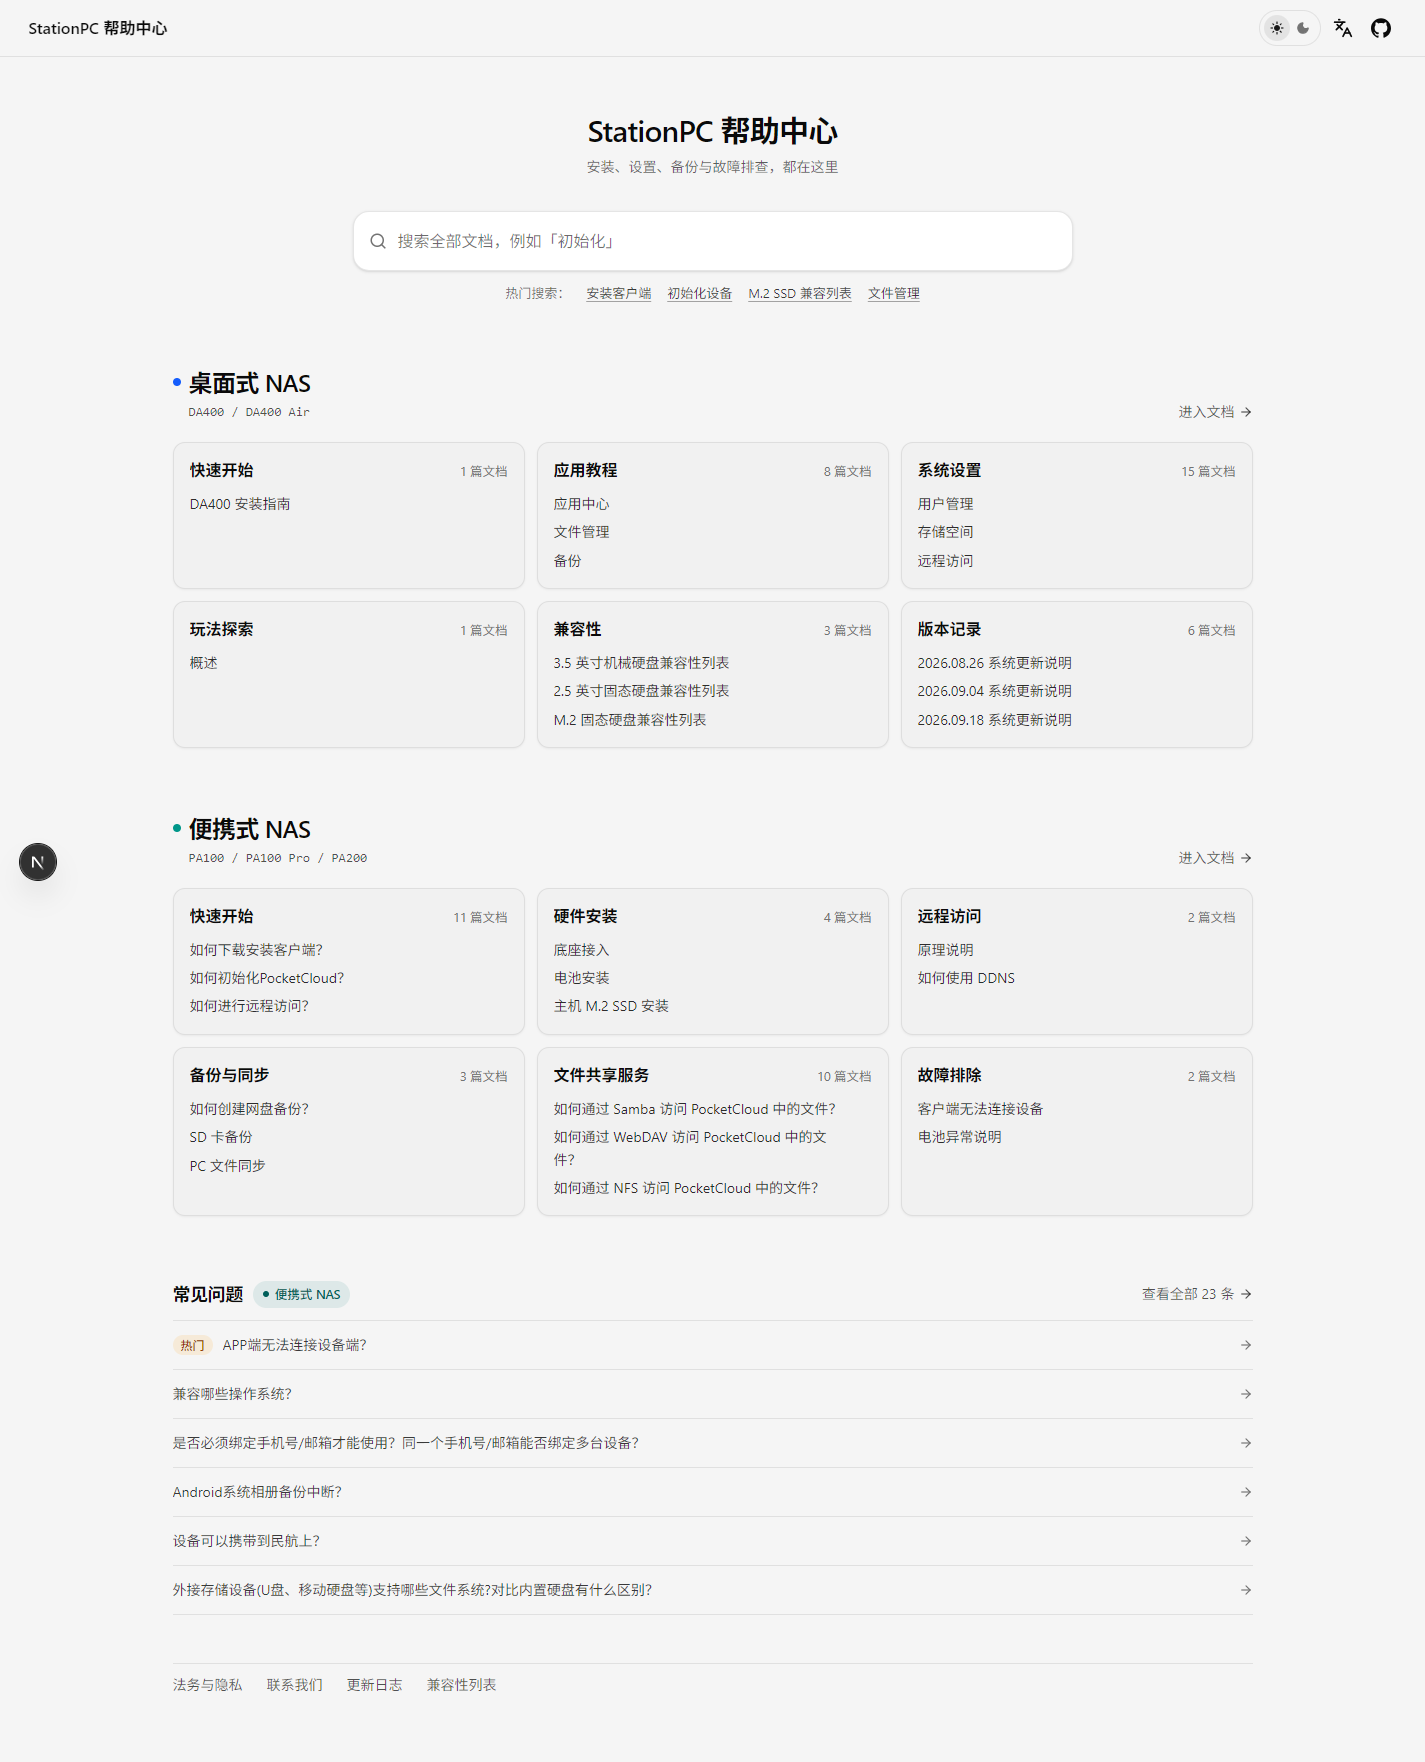 StationPC 帮助中心
StationPC 帮助中心
安装、设置、备份与故障排查，都在这里
搜索全部文档，例如「初始化」
热门搜索： 安装客户端 初始化设备 M.2 SSD 兼容列表 文件管理
桌面式 NAS
DA400 / DA400 Air
进入文档
快速开始 1 篇文档
DA400 安装指南
应用教程 8 篇文档
应用中心
文件管理
备份
系统设置 15 篇文档
用户管理
存储空间
远程访问
玩法探索 1 篇文档
概述
兼容性 3 篇文档
3.5 英寸机械硬盘兼容性列表
2.5 英寸固态硬盘兼容性列表
M.2 固态硬盘兼容性列表
版本记录 6 篇文档
2026.08.26 系统更新说明
2026.09.04 系统更新说明
2026.09.18 系统更新说明
便携式 NAS
PA100 / PA100 Pro / PA200
进入文档
快速开始 11 篇文档
如何下载安装客户端？
如何初始化PocketCloud？
如何进行远程访问？
硬件安装 4 篇文档
底座接入
电池安装
主机 M.2 SSD 安装
远程访问 2 篇文档
原理说明
如何使用 DDNS
备份与同步 3 篇文档
如何创建网盘备份？
SD 卡备份
PC 文件同步
文件共享服务 10 篇文档
如何通过 Samba 访问 PocketCloud 中的文件？
如何通过 WebDAV 访问 PocketCloud 中的文
件？
如何通过 NFS 访问 PocketCloud 中的文件？
故障排除 2 篇文档
客户端无法连接设备
电池异常说明
常见问题 便携式 NAS
查看全部 23 条
热门 APP端无法连接设备端？
兼容哪些操作系统？
是否必须绑定手机号/邮箱才能使用？同一个手机号/邮箱能否绑定多台设备？
Android系统相册备份中断？
设备可以携带到民航上？
外接存储设备(U盘、移动硬盘等)支持哪些文件系统?对比内置硬盘有什么区别？
法务与隐私 联系我们 更新日志 兼容性列表
N